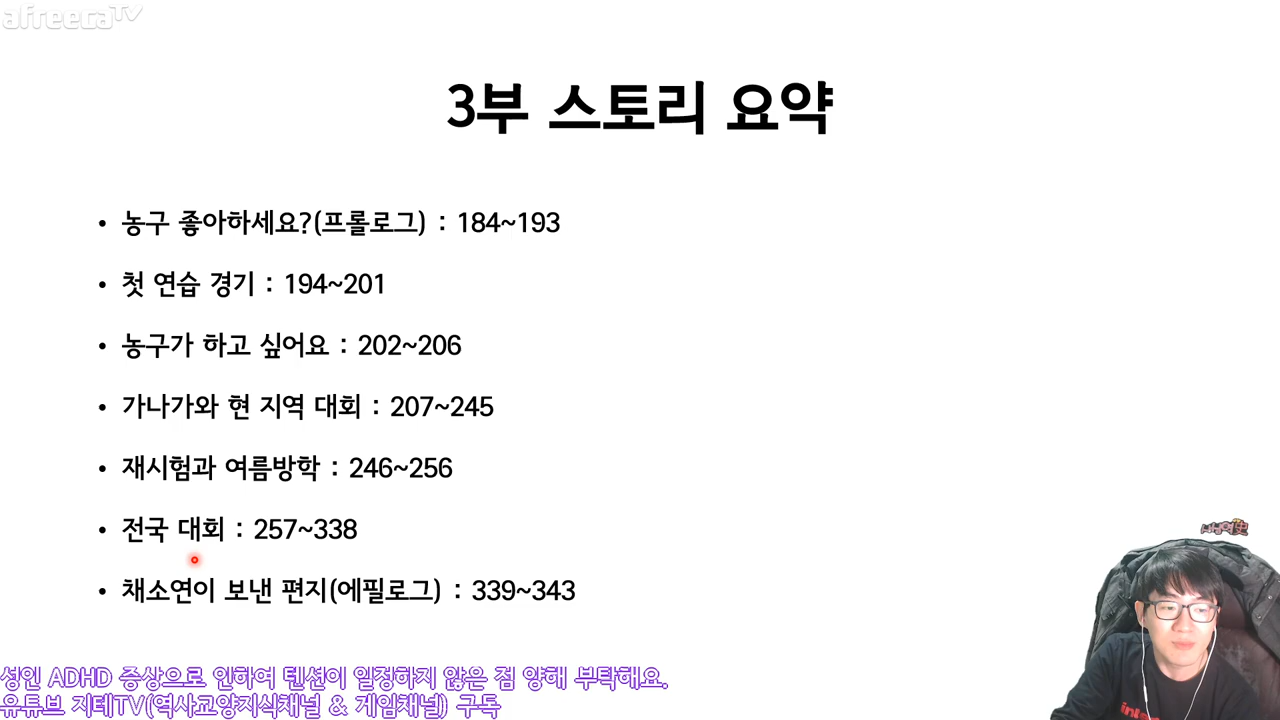 afreecaTV
3부 스토리 요약
• 농구 좋아하세요?(프롤로그) : 184~193
• 첫 연습 경기 : 194~201
• 농구가 하고 싶어요 : 202~206
• 가나가와 현 지역 대회 : 207~245
• 재시험과 여름방학 : 246~256
• 전국 대회 : 257~338
• 채소연이 보낸 편지(에필로그) : 339~343
성인 ADHD 증상으로 인하여 텐션이 일정하지 않은 점 양해 부탁해요.
유튜브 지테TV(역사교양지식채널 & 게임채널) 구독